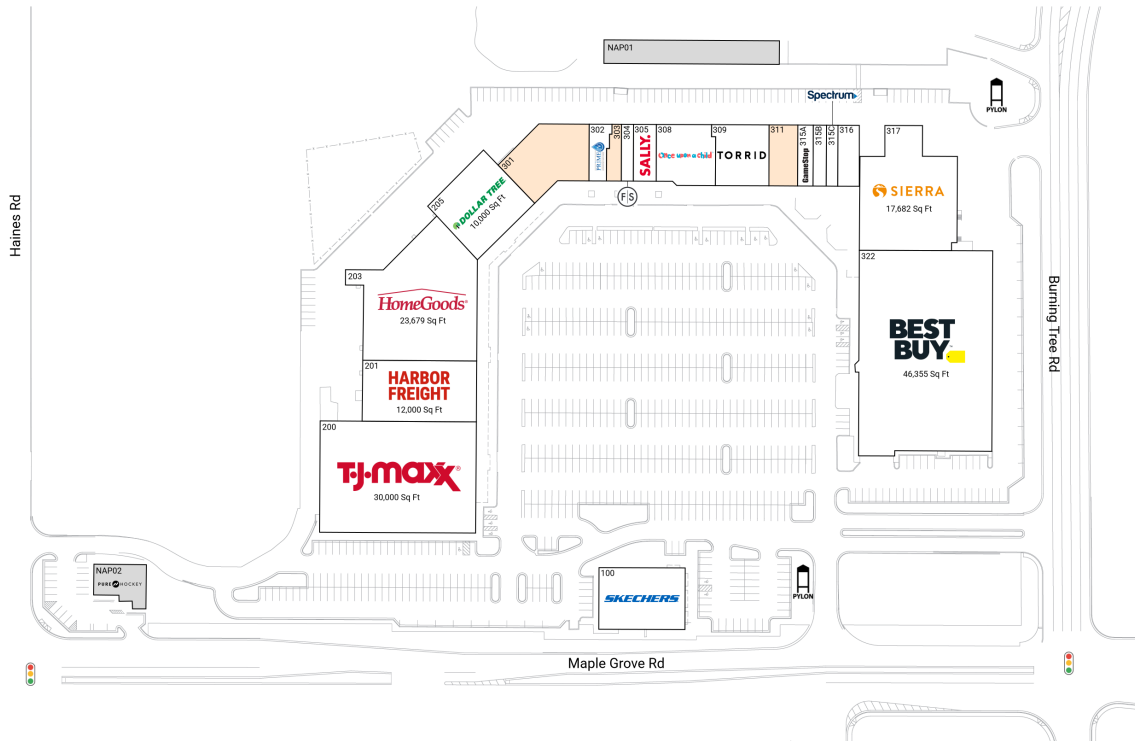 NAP01
Spectrum
PYLON
302
303
304
305
308
309
311
315A
315B
315C
316
317
PRIME
SALLY.
Once upon a child
TORRID
GameStop
301
205
DOLLAR TREE
10,000 Sq Ft
F S
SIERRA
17,682 Sq Ft
Haines Rd
203
HomeGoods
23,679 Sq Ft
322
BEST
BUY
46,355 Sq Ft
Burning Tree Rd
201
HARBOR
FREIGHT
12,000 Sq Ft
200
T·J·maxx®
30,000 Sq Ft
NAP02
PURE HOCKEY
100
SKECHERS
PYLON
Maple Grove Rd